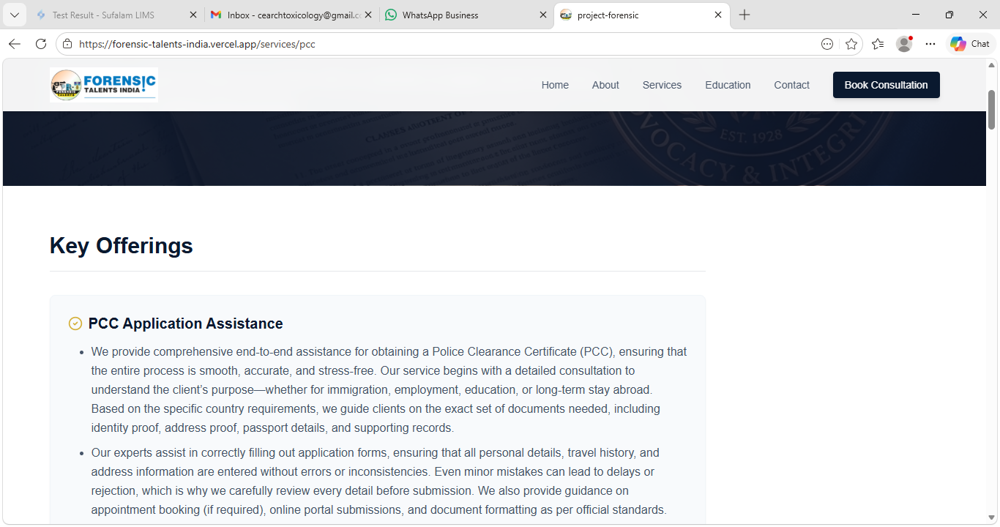 Test Result - Sufalam LIMS
Inbox - cearchtoxicology@gmail.cc
WhatsApp Business
project-forensic
https://forensic-talents-india.vercel.app/services/pcc
Chat
FORENSIC
TALENTS INDIA
Home
About
Services
Education
Contact
Book Consultation
EST. 1928
VOCACY & INTEGRI
Key Offerings
PCC Application Assistance
• We provide comprehensive end-to-end assistance for obtaining a Police Clearance Certificate (PCC), ensuring that
the entire process is smooth, accurate, and stress-free. Our service begins with a detailed consultation to
understand the client’s purpose—whether for immigration, employment, education, or long-term stay abroad.
Based on the specific country requirements, we guide clients on the exact set of documents needed, including
identity proof, address proof, passport details, and supporting records.
• Our experts assist in correctly filling out application forms, ensuring that all personal details, travel history, and
address information are entered without errors or inconsistencies. Even minor mistakes can lead to delays or
rejection, which is why we carefully review every detail before submission. We also provide guidance on
appointment booking (if required), online portal submissions, and document formatting as per official standards.